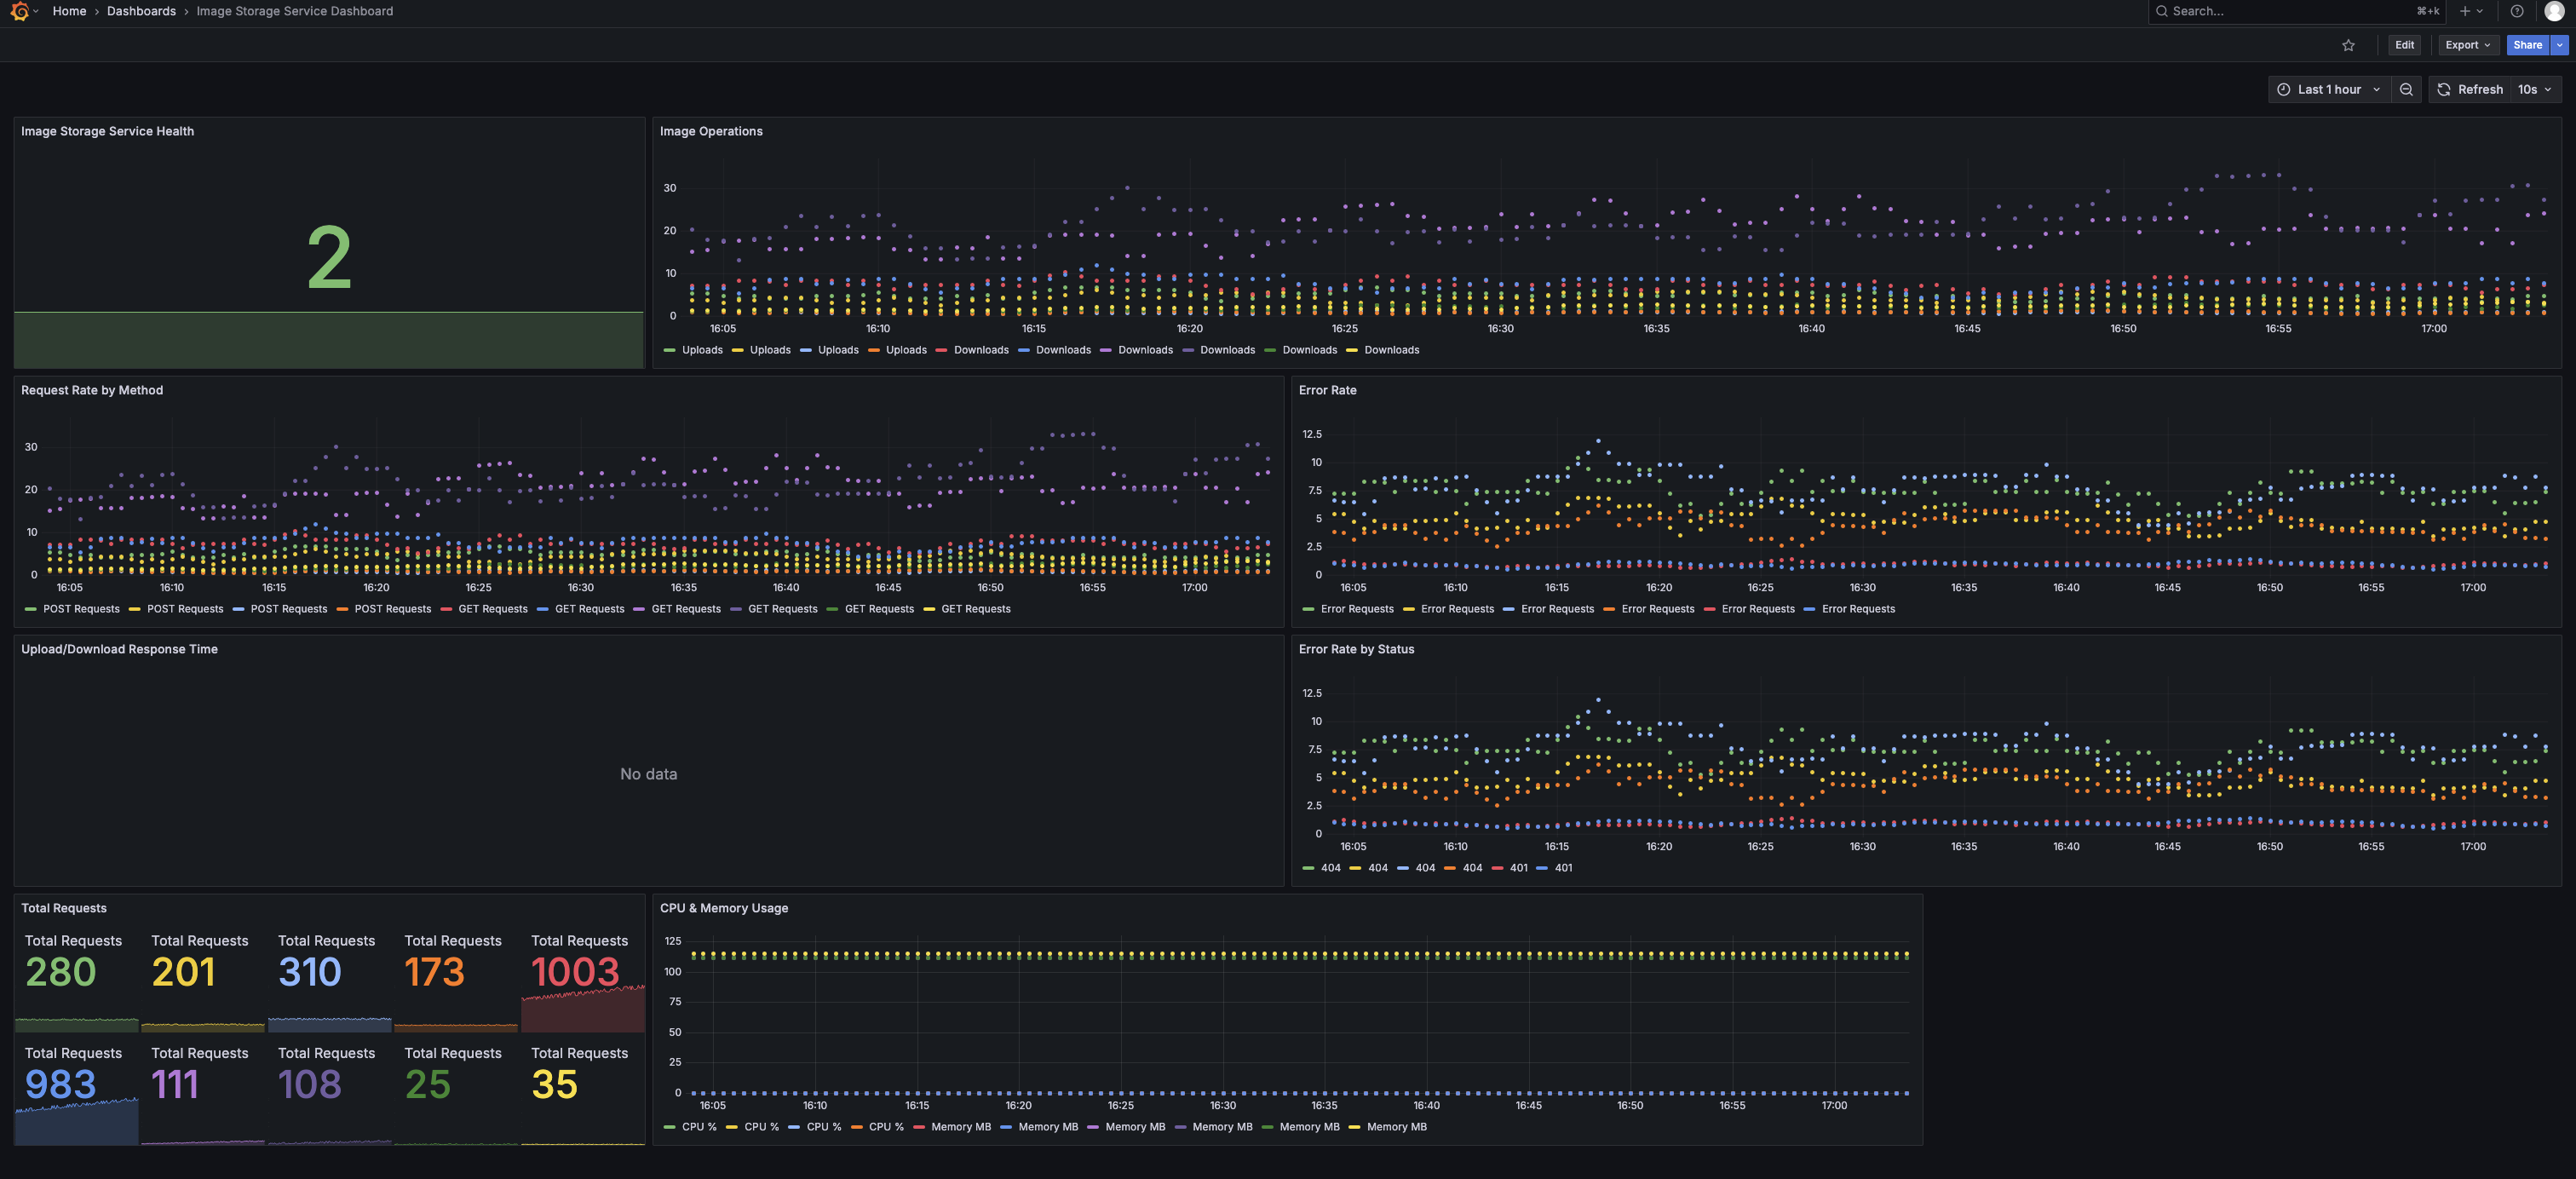 Home › Dashboards › Image Storage Service Dashboard
Search... ⌘+k
Edit Export Share
Last 1 hour Refresh 10s
Image Storage Service Health
2
Image Operations
30
20
10
0
16:05 16:10 16:15 16:20 16:25 16:30 16:35 16:40 16:45 16:50 16:55 17:00
Uploads Uploads Uploads Uploads Downloads Downloads Downloads Downloads Downloads Downloads
Request Rate by Method
30
20
10
0
16:05 16:10 16:15 16:20 16:25 16:30 16:35 16:40 16:45 16:50 16:55 17:00
POST Requests POST Requests POST Requests POST Requests GET Requests GET Requests GET Requests GET Requests GET Requests GET Requests
Error Rate
12.5
10
7.5
5
2.5
0
16:05 16:10 16:15 16:20 16:25 16:30 16:35 16:40 16:45 16:50 16:55 17:00
Error Requests Error Requests Error Requests Error Requests Error Requests Error Requests
Upload/Download Response Time
No data
Error Rate by Status
12.5
10
7.5
5
2.5
0
16:05 16:10 16:15 16:20 16:25 16:30 16:35 16:40 16:45 16:50 16:55 17:00
404 404 404 404 401 401
Total Requests
Total Requests Total Requests Total Requests Total Requests Total Requests
280 201 310 173 1003
Total Requests Total Requests Total Requests Total Requests Total Requests
983 111 108 25 35
CPU & Memory Usage
125
100
75
50
25
0
16:05 16:10 16:15 16:20 16:25 16:30 16:35 16:40 16:45 16:50 16:55 17:00
CPU % CPU % CPU % CPU % Memory MB Memory MB Memory MB Memory MB Memory MB Memory MB